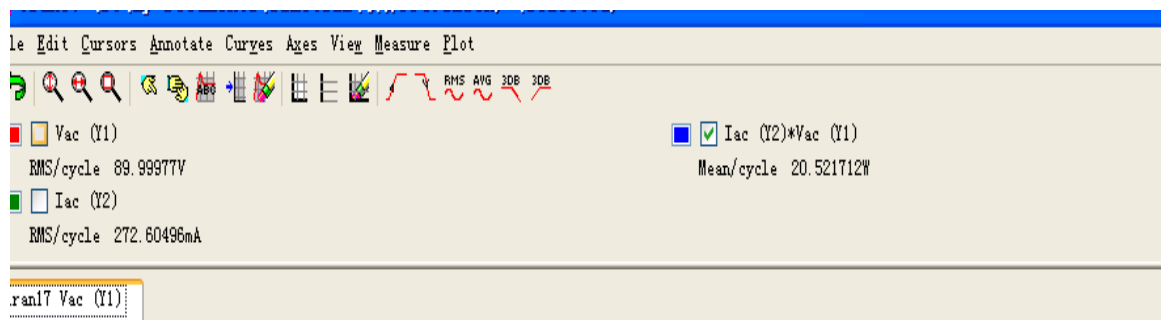 le Edit Cursors Annotate Curves Axes View Measure Plot
ABC RMS AVG 3DB 3DB
Vac (Y1)
RMS/cycle 89.99977V
Iac (Y2)
RMS/cycle 272.60496mA
Iac (Y2)*Vac (Y1)
Mean/cycle 20.521712W
ran17 Vac (Y1)